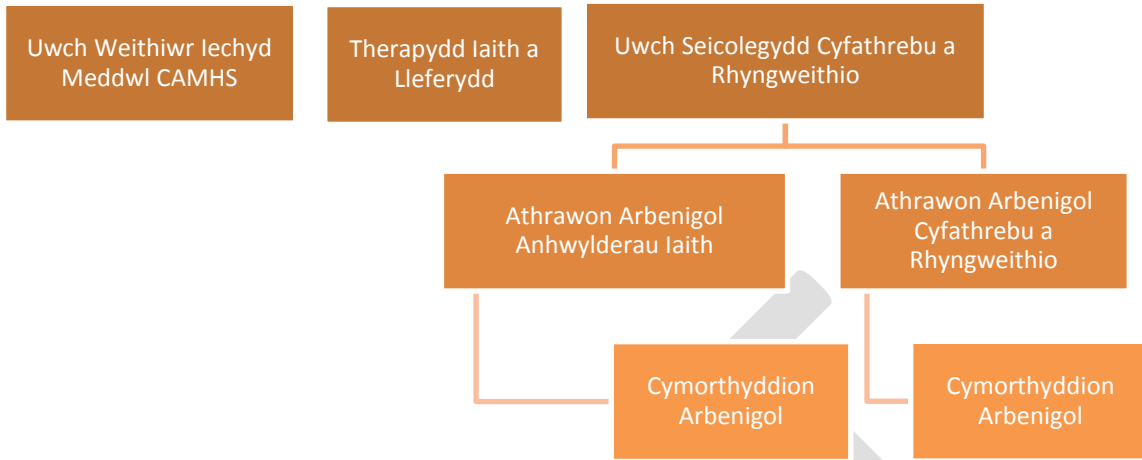 Uwch Weithiwr Iechyd
Meddwl CAMHS
Therapydd Iaith a
Lleferydd
Uwch Seicolegydd Cyfathrebu a
Rhyngweithio
Athrawon Arbenigol
Anhwylderau Iaith
Athrawon Arbenigol
Cyfathrebu a
Rhyngweithio
Cymorthyddion
Arbenigol
Cymorthyddion
Arbenigol